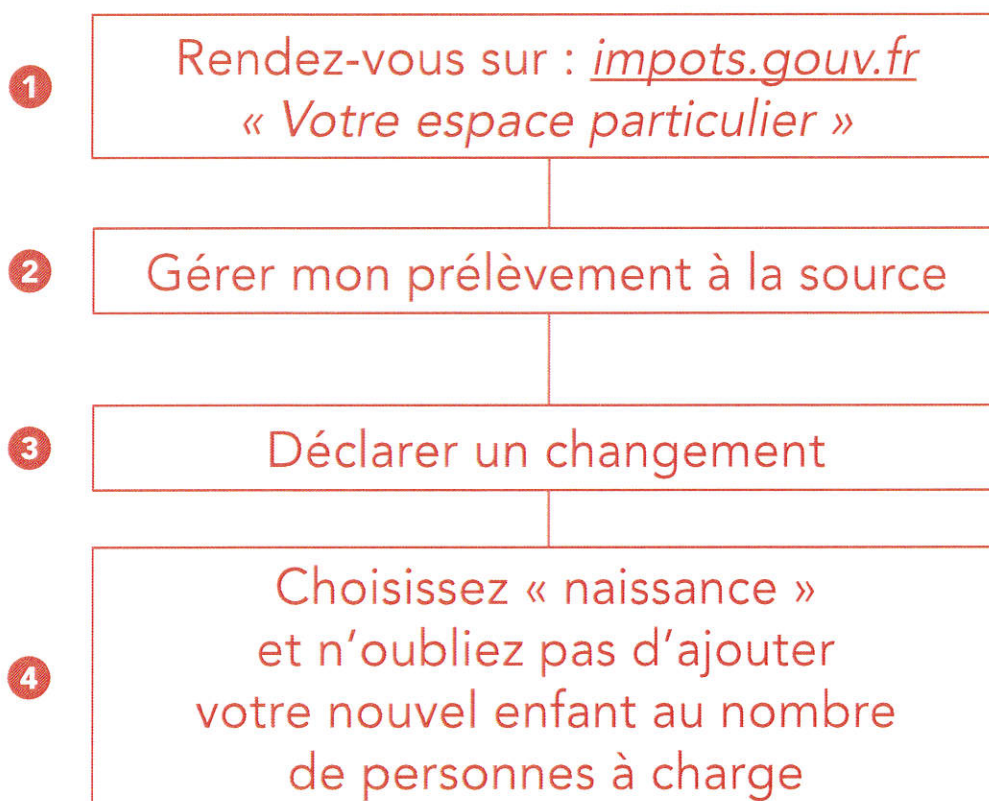 1
Rendez-vous sur : impots.gouv.fr
« Votre espace particulier »
2
Gérer mon prélèvement à la source
3
Déclarer un changement
4
Choisissez « naissance »
et n’oubliez pas d’ajouter
votre nouvel enfant au nombre
de personnes à charge